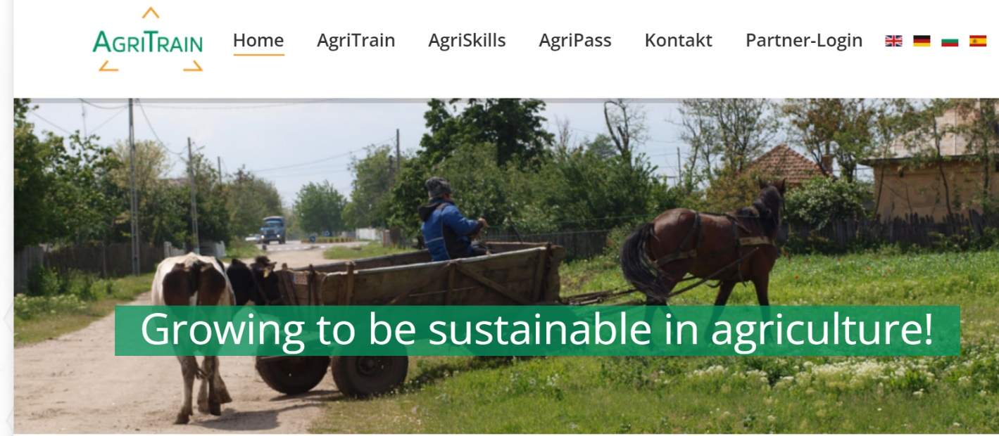 AGRITRAIN Home AgriTrain AgriSkills AgriPass Kontakt Partner-Login
Growing to be sustainable in agriculture!